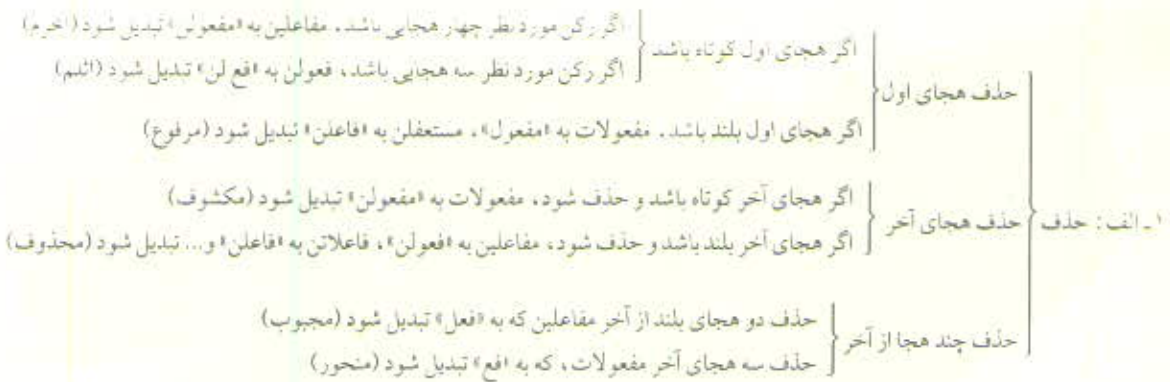 ۱ ـ الف: حذف
حذف هجای اول
اگر هجای اول کوتاه باشد
اگر رکن مورد نظر چهار هجایی باشد، مفاعلین به «مفعولن» تبدیل شود (اخرم)
اگر رکن مورد نظر سه هجایی باشد، فعولن به «فع لن» تبدیل شود (اثلم)
اگر هجای اول بلند باشد، مفعولات به «مفعول»، مستعفلن به «فاعلن» تبدیل شود (مرفوع)
حذف هجای آخر
اگر هجای آخر کوتاه باشد و حذف شود، مفعولات به «مفعولن» تبدیل شود (مکشوف)
اگر هجای آخر بلند باشد و حذف شود، مفاعلین به «فعولن»، فاعلاتن به «فاعلن» و... تبدیل شود (محذوف)
حذف چند هجا از آخر
حذف دو هجای بلند از آخر مفاعلین که به «فعل» تبدیل شود (مجبوب)
حذف سه هجای آخر مفعولات، که به «فع» تبدیل شود (منحور)